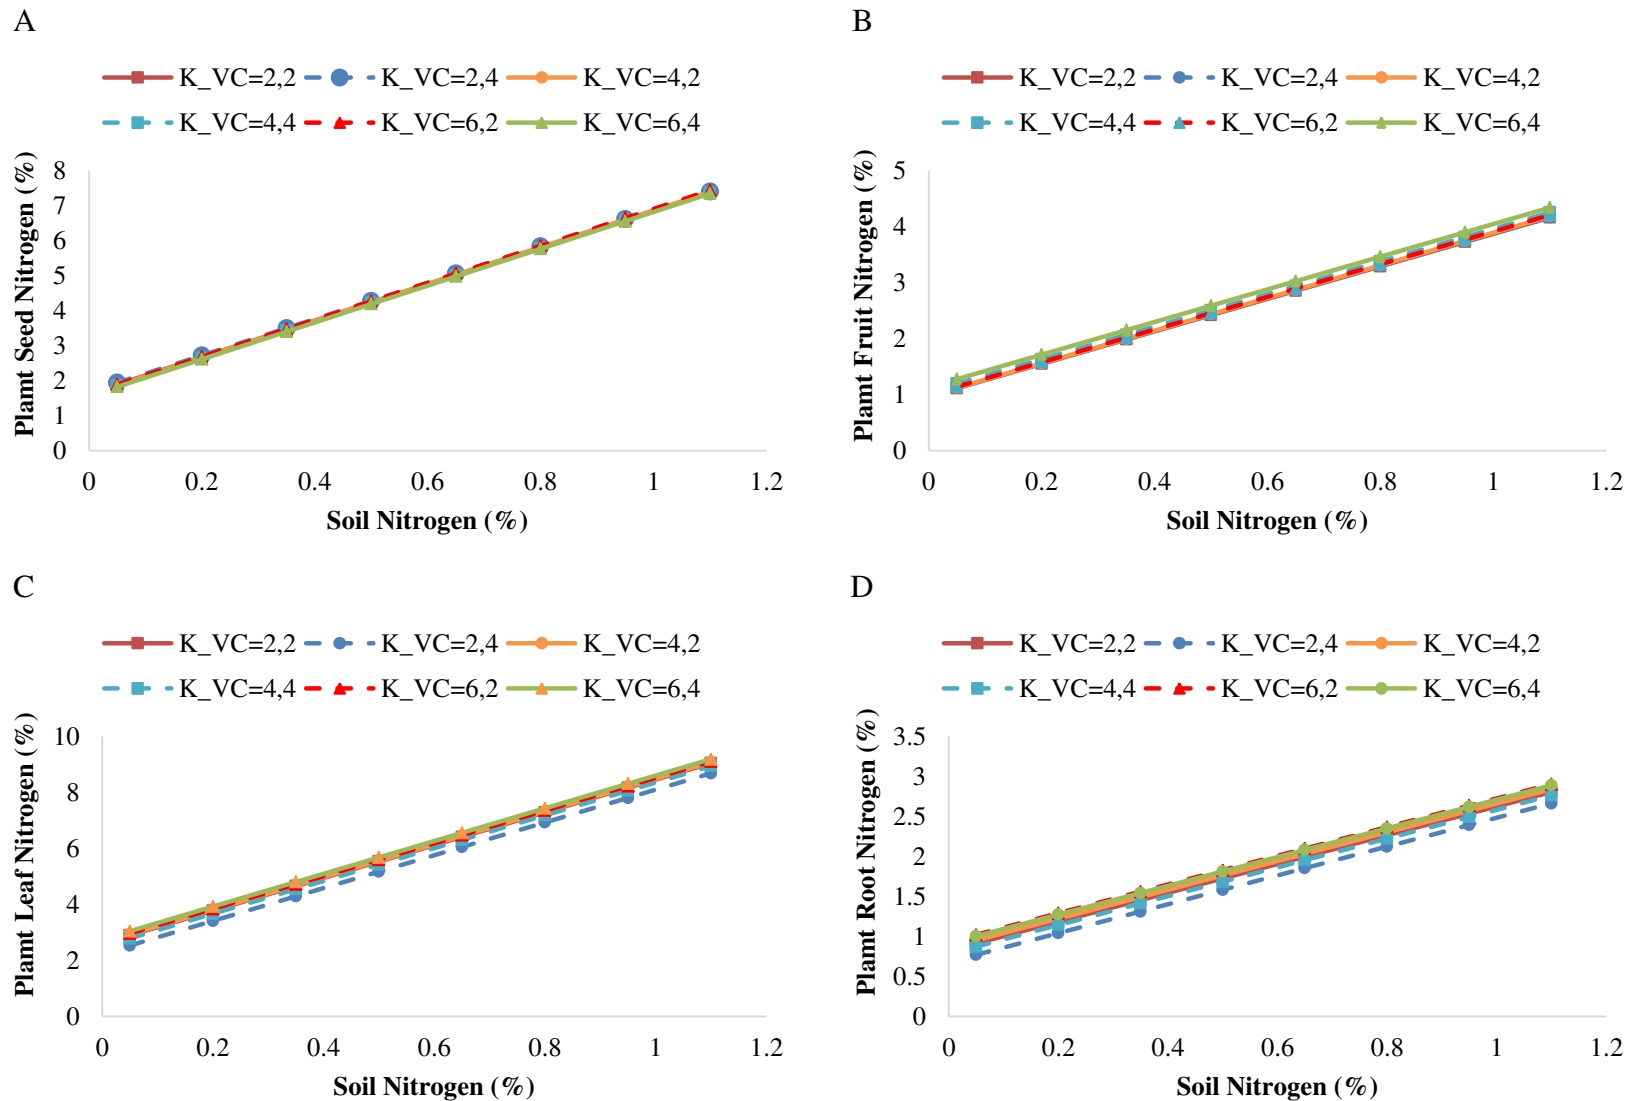 A
K_VC=2,2 K_VC=2,4 K_VC=4,2
K_VC=4,4 K_VC=6,2 K_VC=6,4
Plamt Seed Nitrogen (%)
8
7
6
5
4
3
2
1
0
0 0.2 0.4 0.6 0.8 1 1.2
Soil Nitrogen (%)
B
K_VC=2,2 K_VC=2,4 K_VC=4,2
K_VC=4,4 K_VC=6,2 K_VC=6,4
Plamt Fruit Nitrogen (%)
5
4
3
2
1
0
0 0.2 0.4 0.6 0.8 1 1.2
Soil Nitrogen (%)
C
K_VC=2,2 K_VC=2,4 K_VC=4,2
K_VC=4,4 K_VC=6,2 K_VC=6,4
Plamt Leaf Nitrogen (%)
10
8
6
4
2
0
0 0.2 0.4 0.6 0.8 1 1.2
Soil Nitrogen (%)
D
K_VC=2,2 K_VC=2,4 K_VC=4,2
K_VC=4,4 K_VC=6,2 K_VC=6,4
Plamt Root Nitrogen (%)
3.5
3
2.5
2
1.5
1
0.5
0
0 0.2 0.4 0.6 0.8 1 1.2
Soil Nitrogen (%)